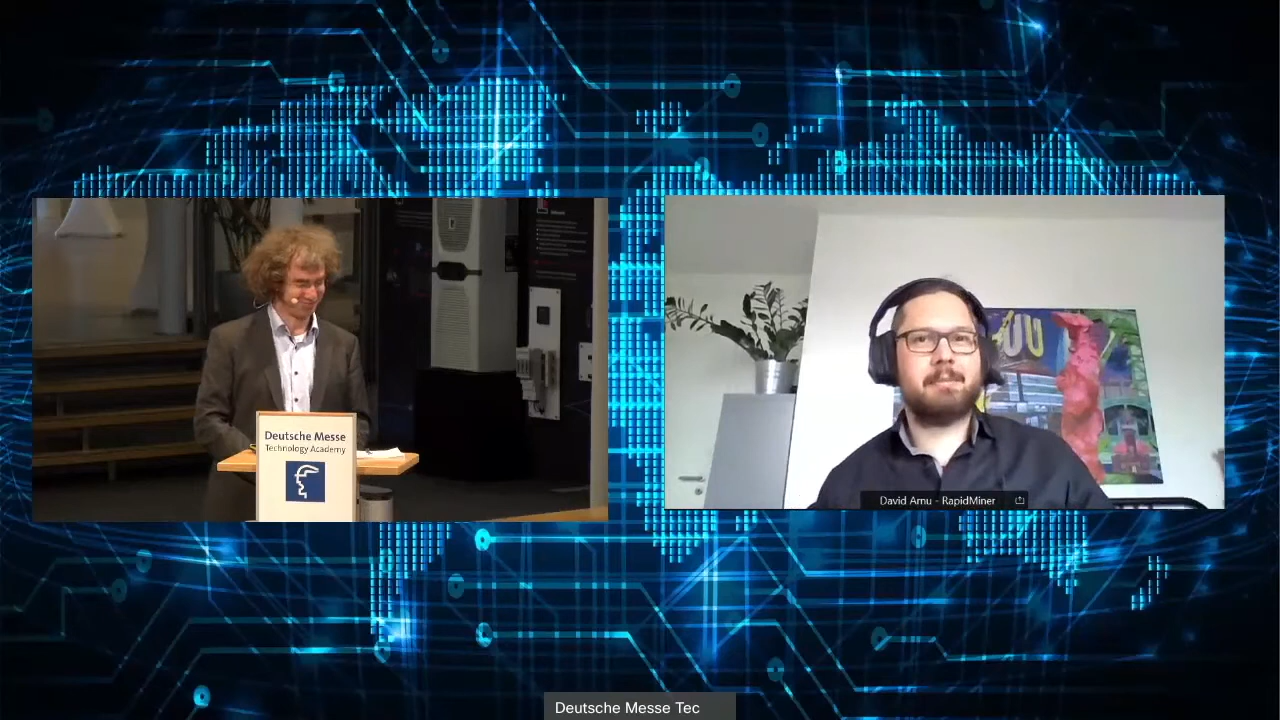 Deutsche Messe
Technology Academy
David Arnu - RapidMiner
Deutsche Messe Tec